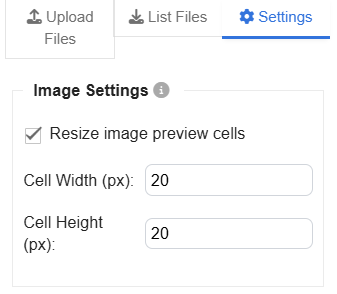 Upload Files
List Files
Settings
Image Settings
Resize image preview cells
Cell Width (px): 20
Cell Height (px): 20